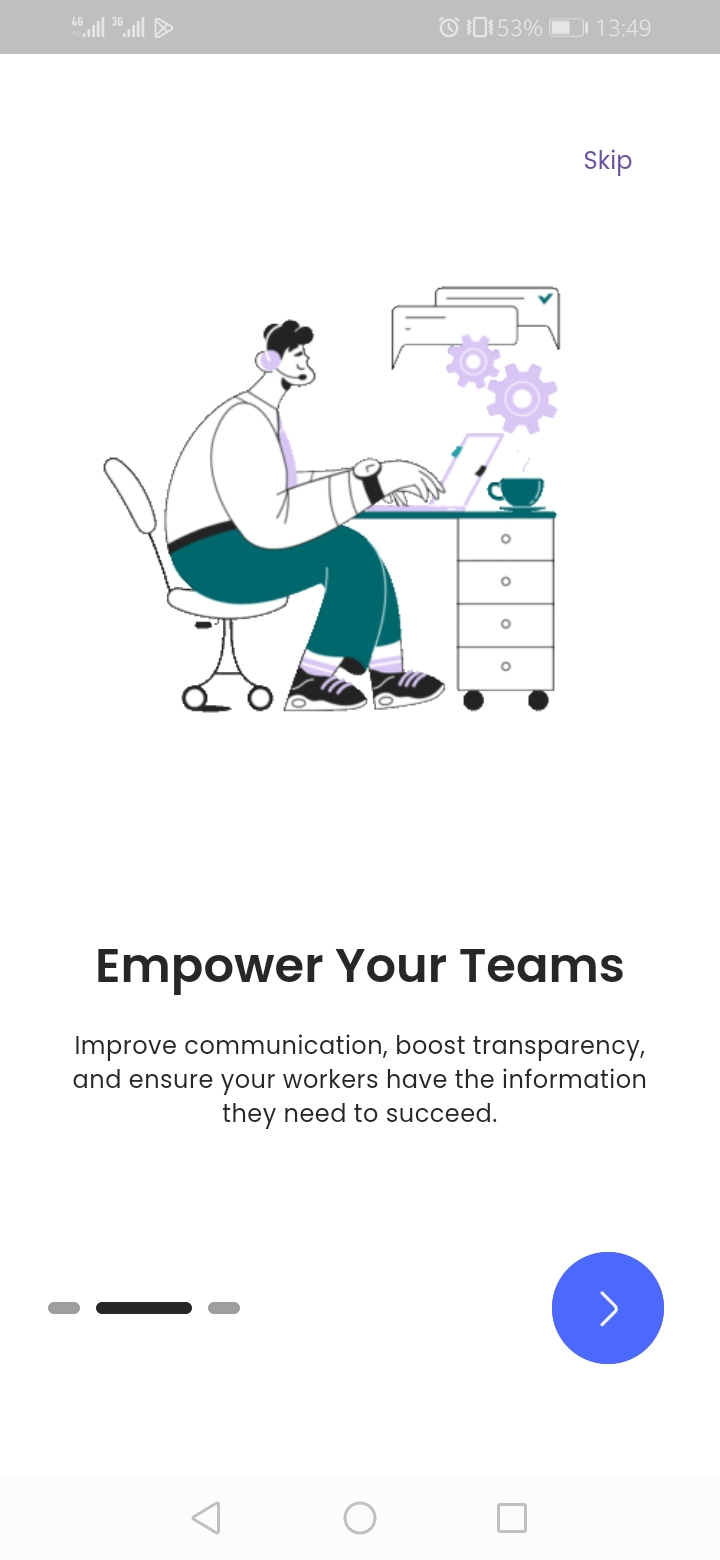 4G 3G 53% 13:49
Skip
Empower Your Teams
Improve communication, boost transparency,
and ensure your workers have the information
they need to succeed.